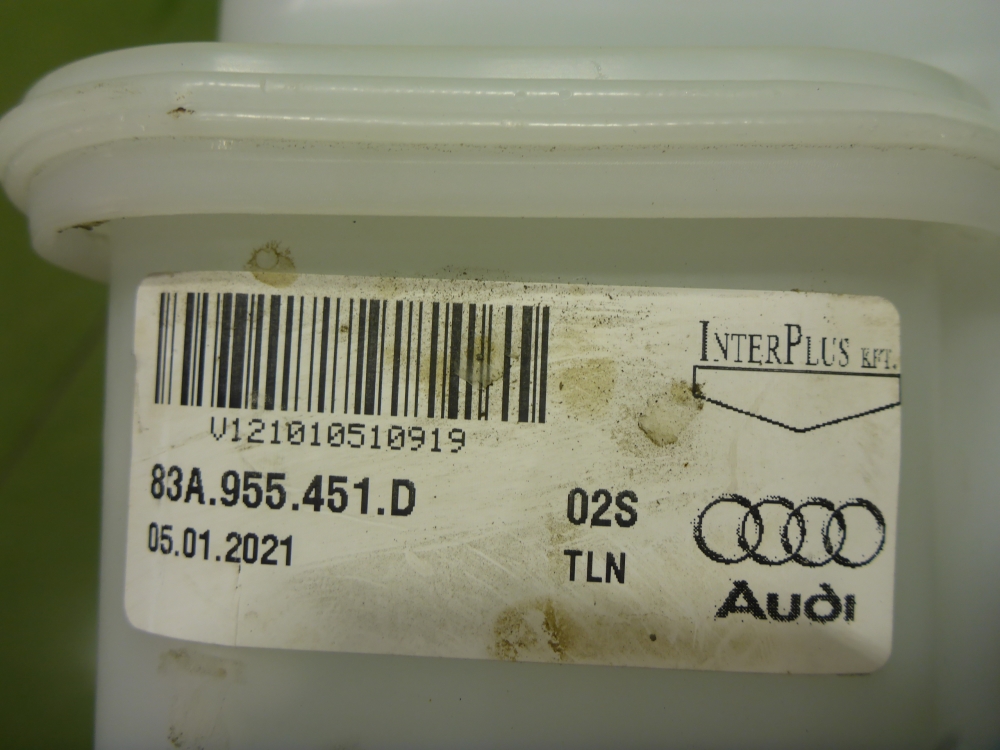 V121010510919
83A.955.451.D
05.01.2021
02S
TLN
INTERPLUS KFT.
Audi